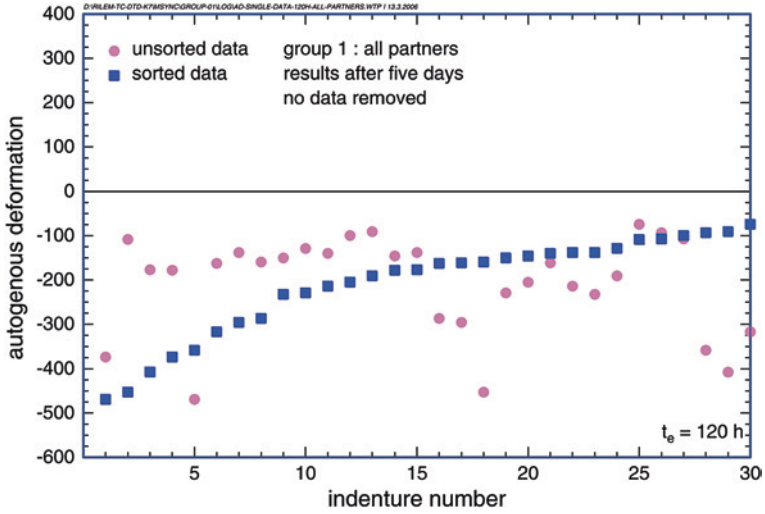 D:\RILEM-TC-DTD-K7\MSYNC\GROUP-01\LOG\AD-SINGLE-DATA-120H-ALL-PARTNERS.WTP I 13.3.2006
400
300
200
100
0
-100
-200
-300
-400
-500
-600
autogenous deformation
unsorted data
sorted data
group 1 : all partners
results after five days
no data removed
te = 120 h
5
10
15
20
25
30
indenture number